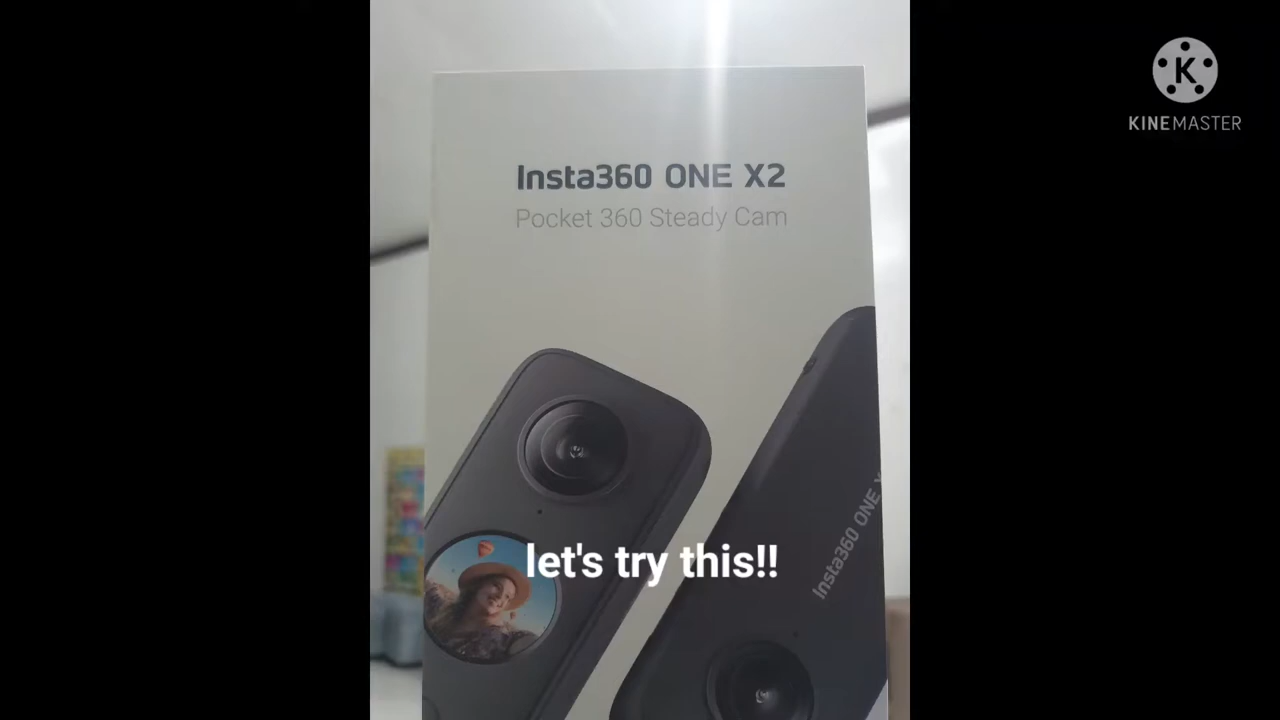 KINEMASTER
Insta360 ONE X2
Pocket 360 Steady Cam
Insta360 ONE X
let's try this!!